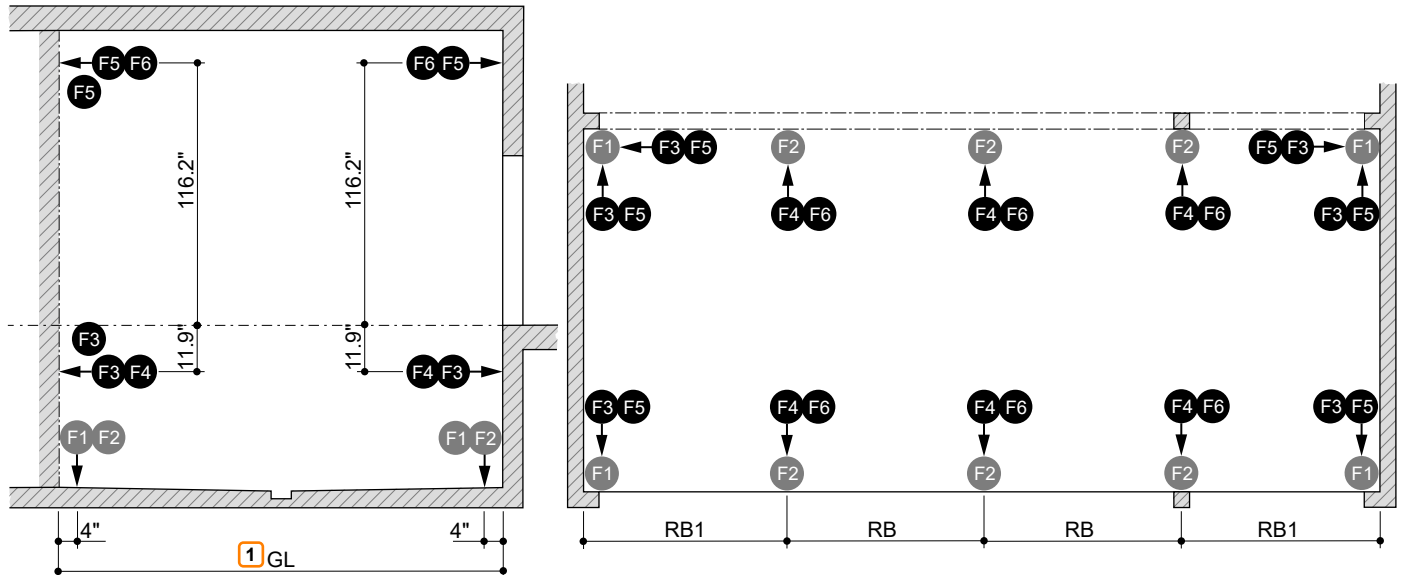 F5 F6
F6 F5
F5
116.2"
116.2"
F3
11.9"
11.9"
F3 F4
F4 F3
F1 F2
F1 F2
4"
4"
1 GL
F1 F3 F5 F2 F2 F2 F5 F3 F1
F3 F5 F4 F6 F4 F6 F4 F6 F3 F5
F3 F5 F4 F6 F4 F6 F4 F6 F3 F5
F1 F2 F2 F2 F1
RB1 RB RB RB1